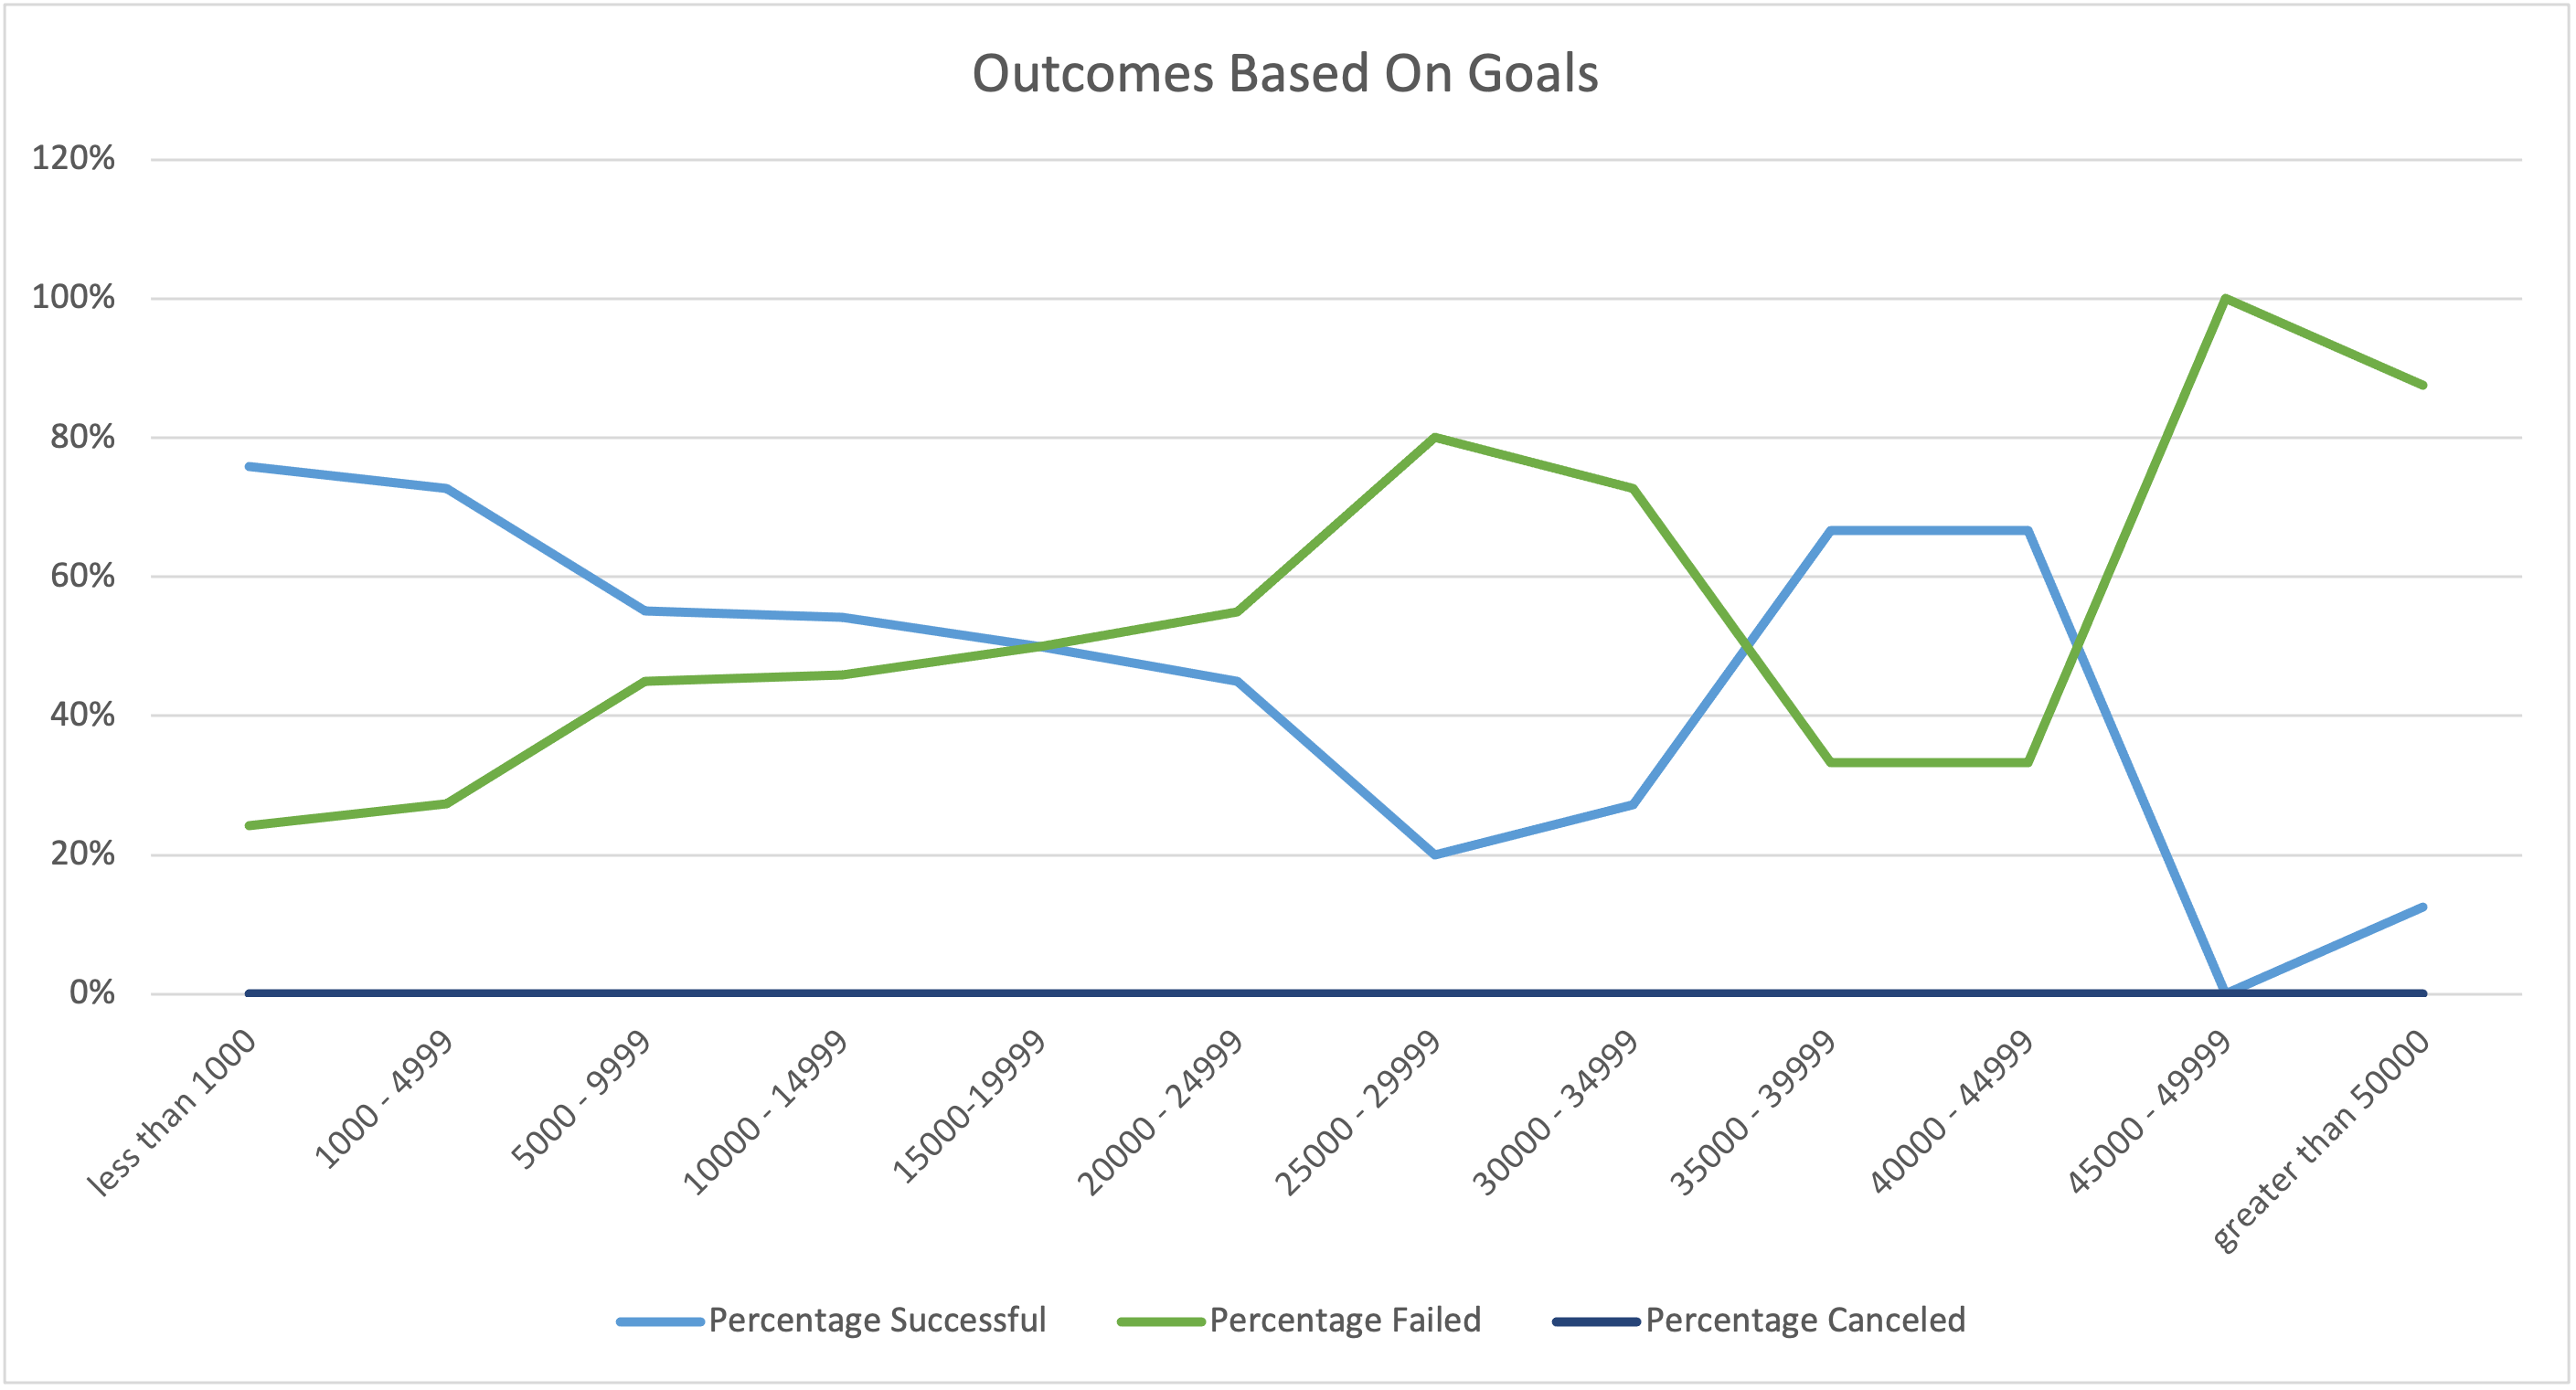 Outcomes Based On Goals
120%
100%
80%
60%
40%
20%
0%
less than 1000
1000 - 4999
5000 - 9999
10000 - 14999
15000-19999
20000 - 24999
25000 - 29999
30000 - 34999
35000 - 39999
40000 - 44999
45000 - 49999
greater than 50000
Percentage Successful
Percentage Failed
Percentage Canceled